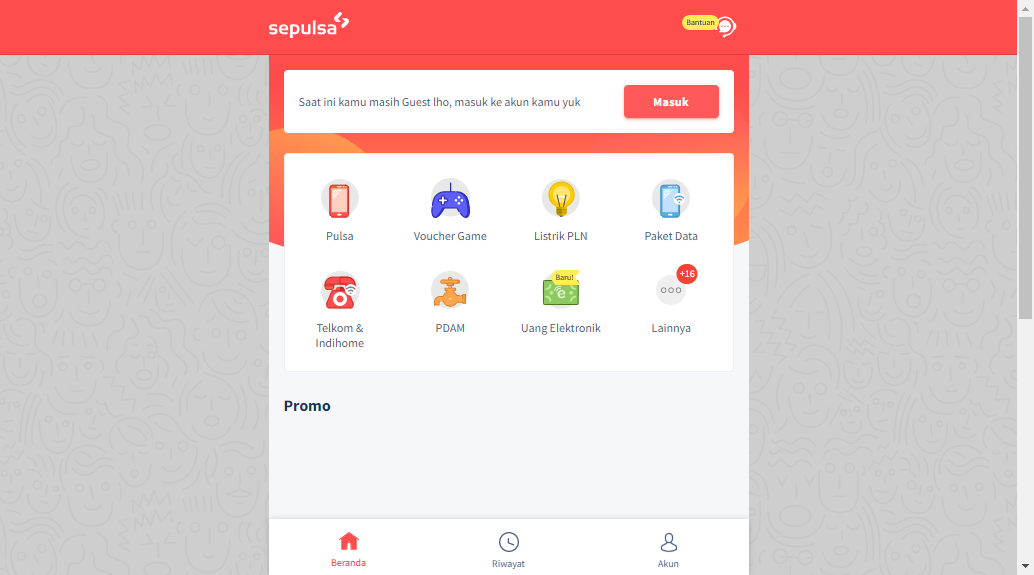 sepulsa
Bantuan
Saat ini kamu masih Guest lho, masuk ke akun kamu yuk
Masuk
Pulsa
Voucher Game
Listrik PLN
Paket Data
Baru!
+16
Telkom &
Indihome
PDAM
Uang Elektronik
Lainnya
Promo
Beranda
Riwayat
Akun